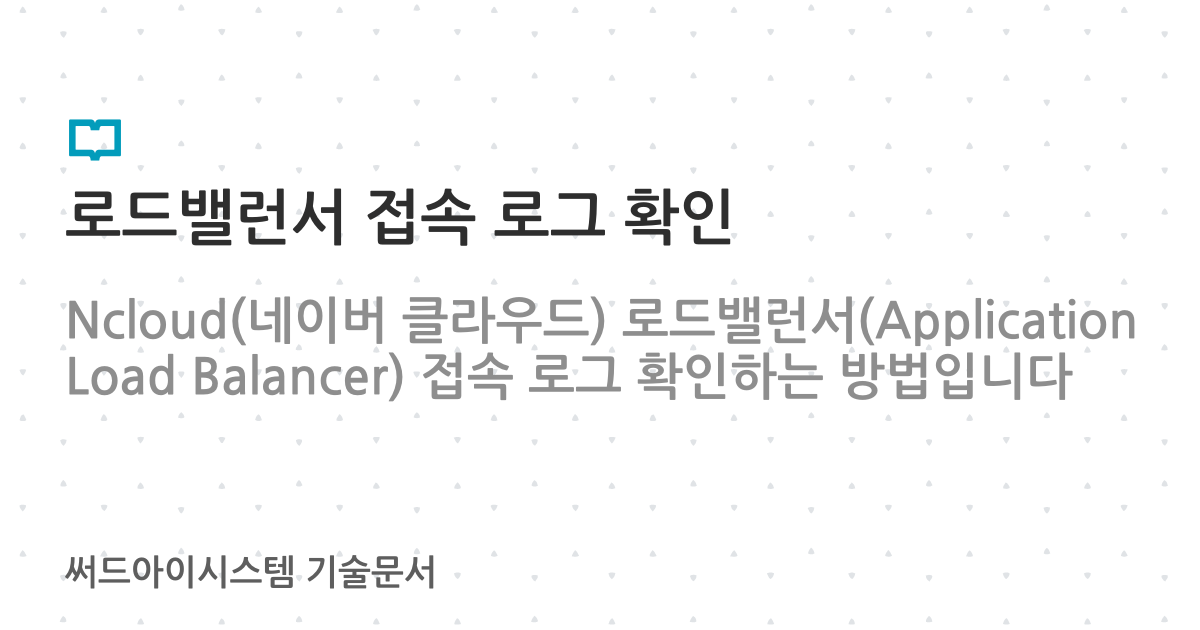 로드밸런서 접속 로그 확인
Ncloud(네이버 클라우드) 로드밸런서(Application
Load Balancer) 접속 로그 확인하는 방법입니다
써드아이시스템 기술문서